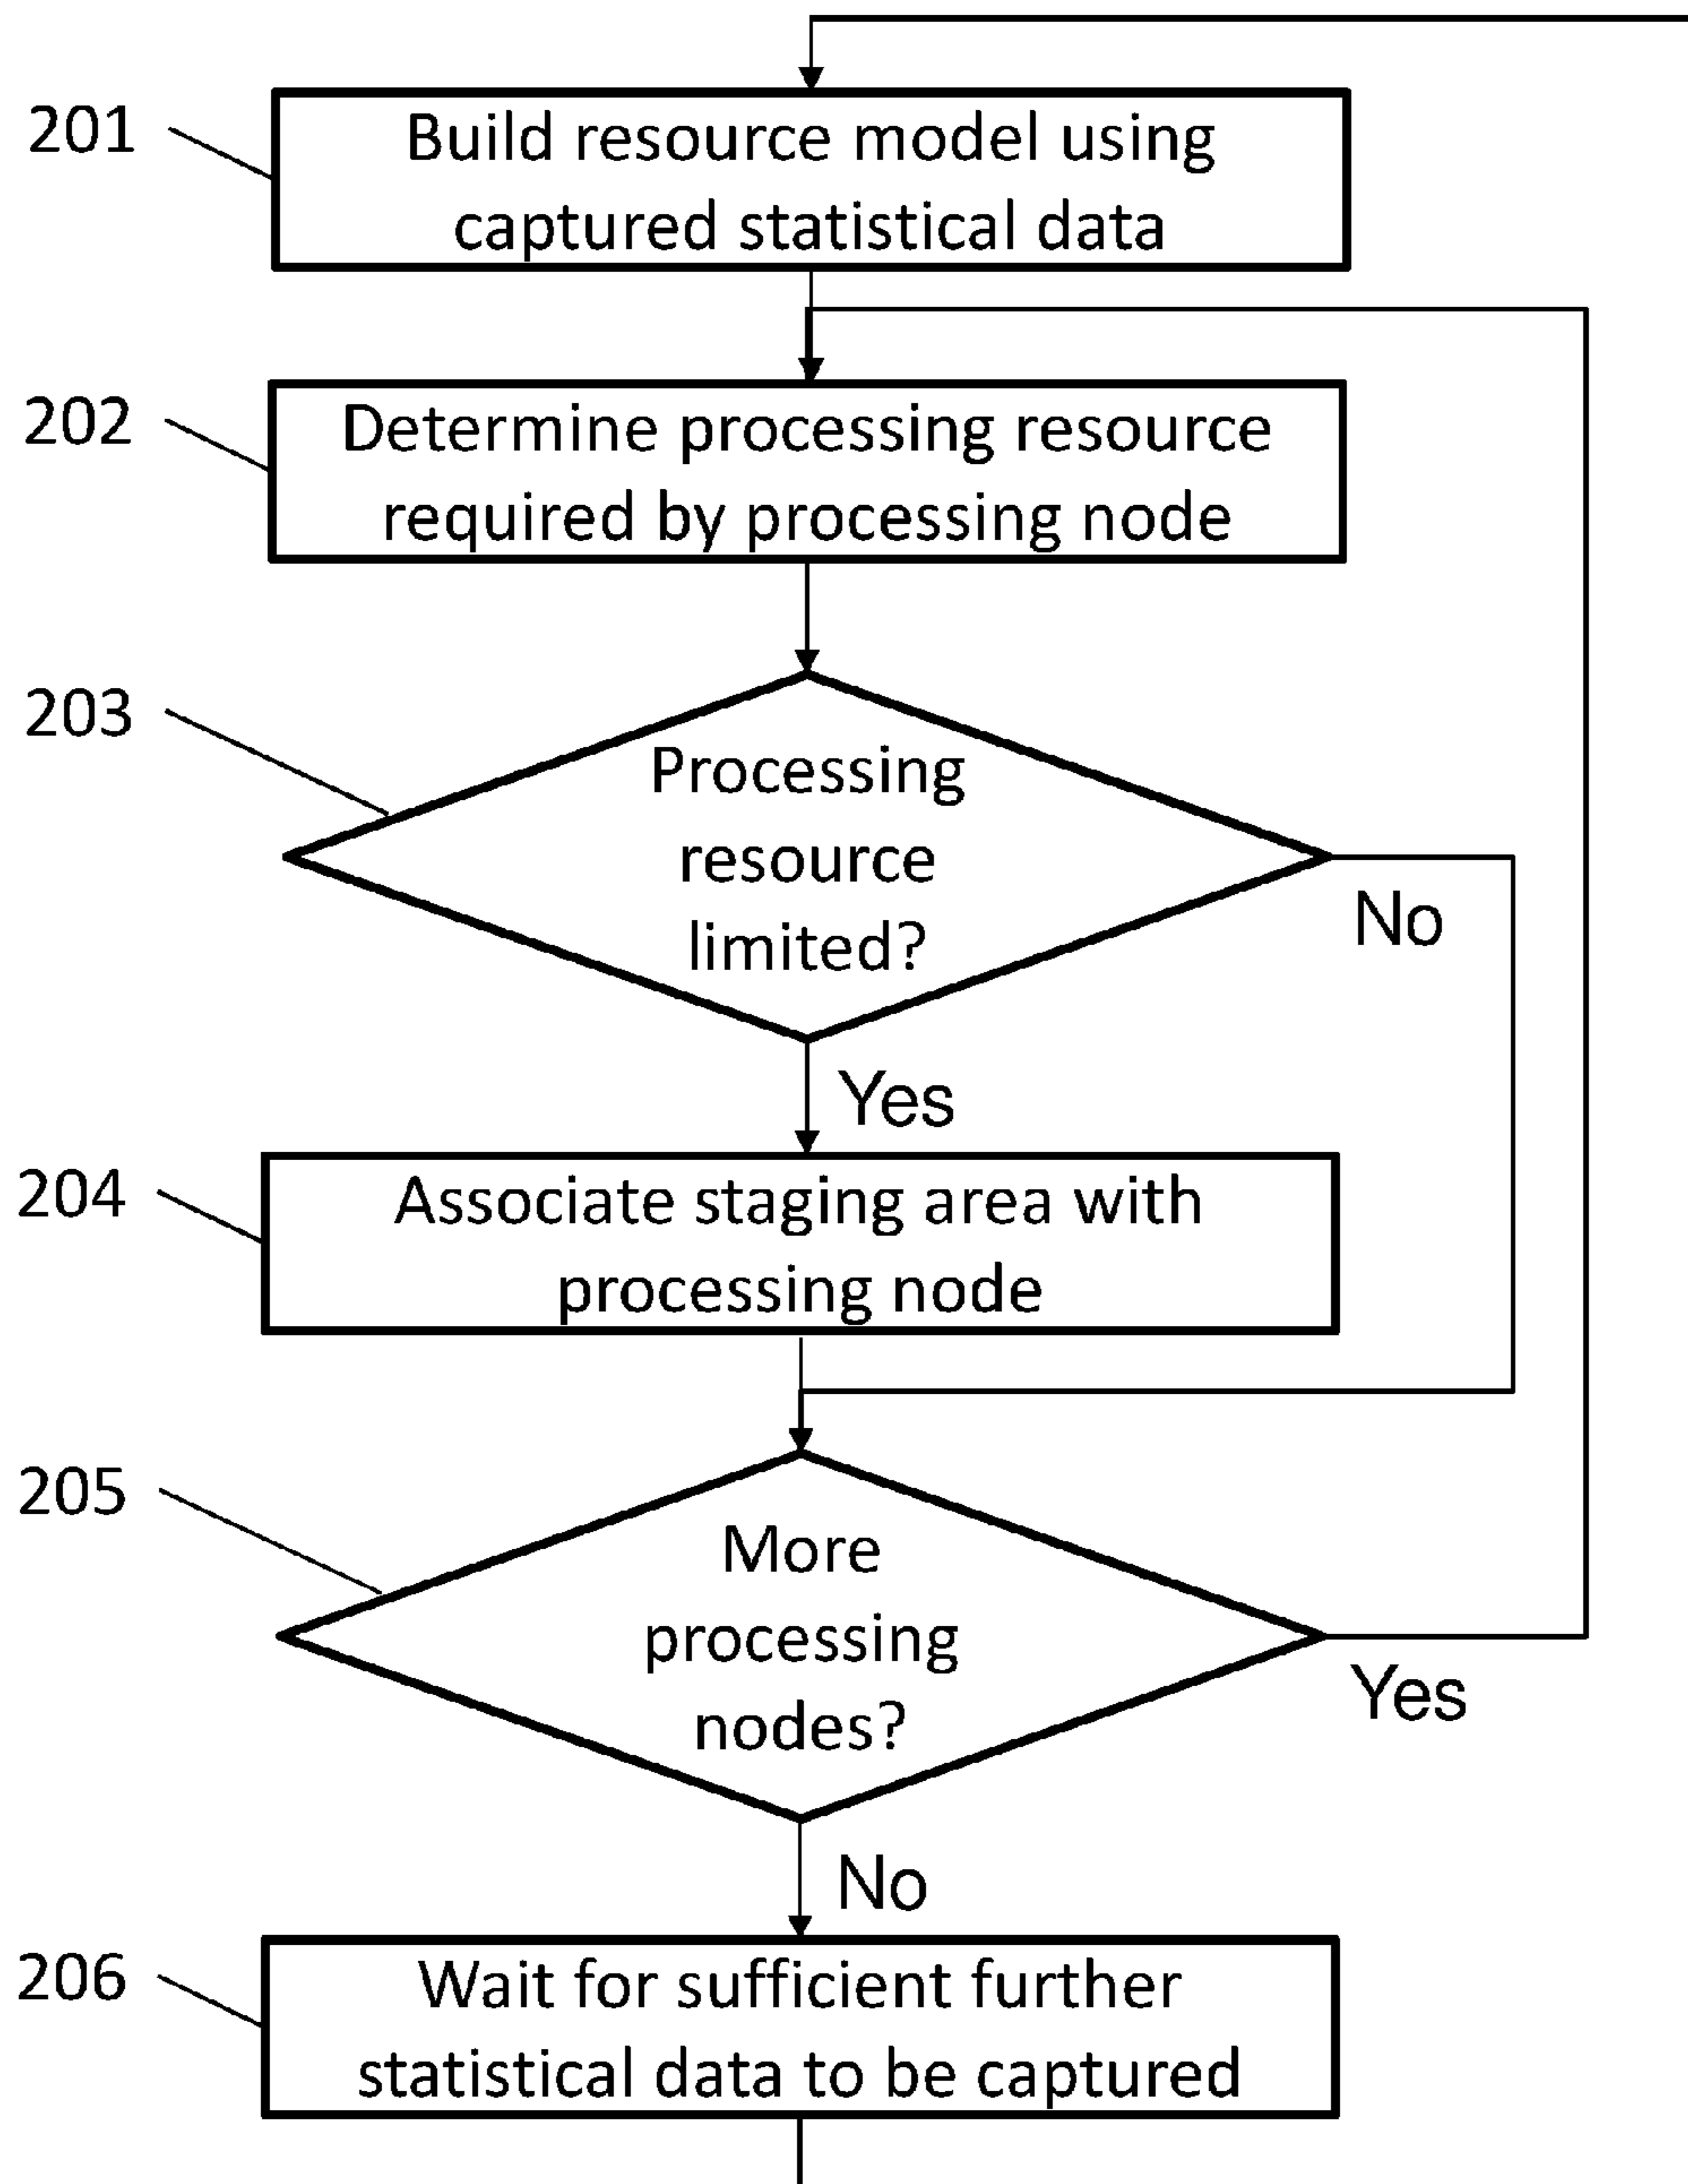 201
Build resource model using
captured statistical data
202
Determine processing resource
required by processing node
203
Processing
resource
limited?
No
Yes
204
Associate staging area with
processing node
205
More
processing
nodes?
Yes
No
206
Wait for sufficient further
statistical data to be captured